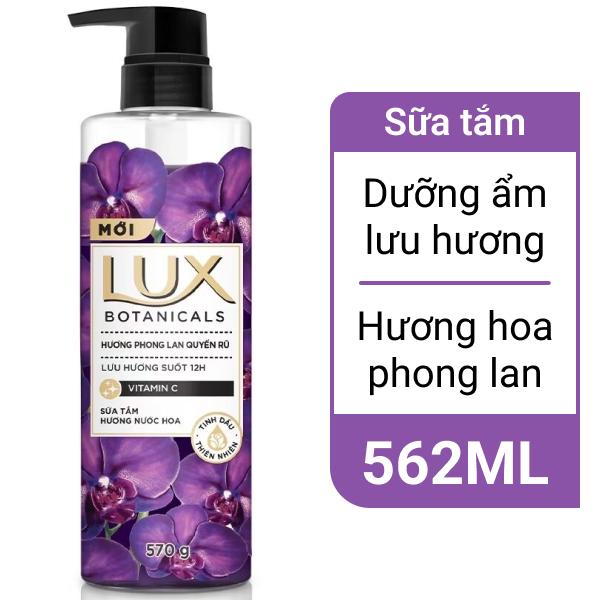 MỚI
LUX
BOTANICALS
HƯƠNG PHONG LAN QUYẾN RŨ
LƯU HƯƠNG SUỐT 12H
VITAMIN C
SỮA TẮM
HƯƠNG NƯỚC HOA
TINH DẦU
THIÊN NHIÊN
570 g
Sữa tắm
Dưỡng ẩm
lưu hương
Hương hoa
phong lan
562ML